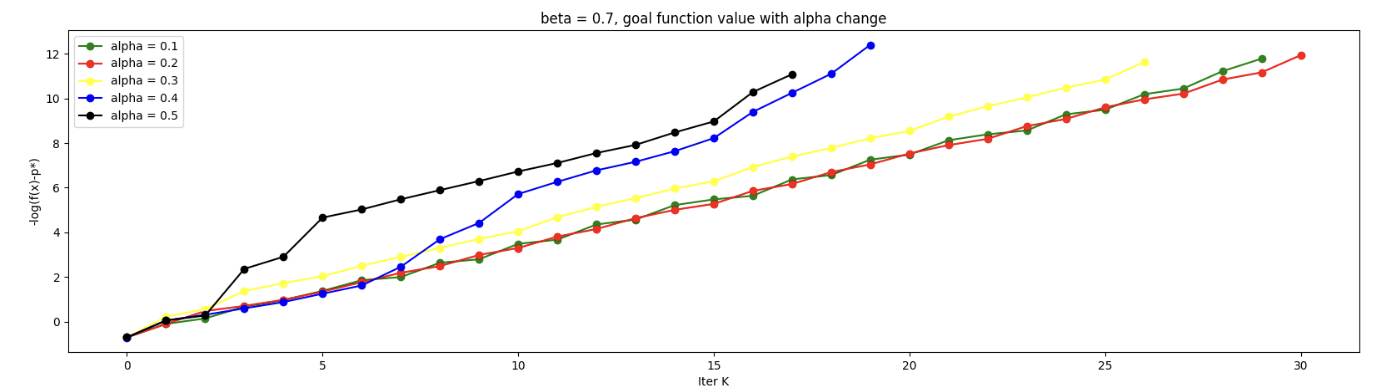 beta = 0.7, goal function value with alpha change
alpha = 0.1
alpha = 0.2
alpha = 0.3
alpha = 0.4
alpha = 0.5
-log(f(x)-p*)
12
10
8
6
4
2
0
0 5 10 15 20 25 30
Iter K